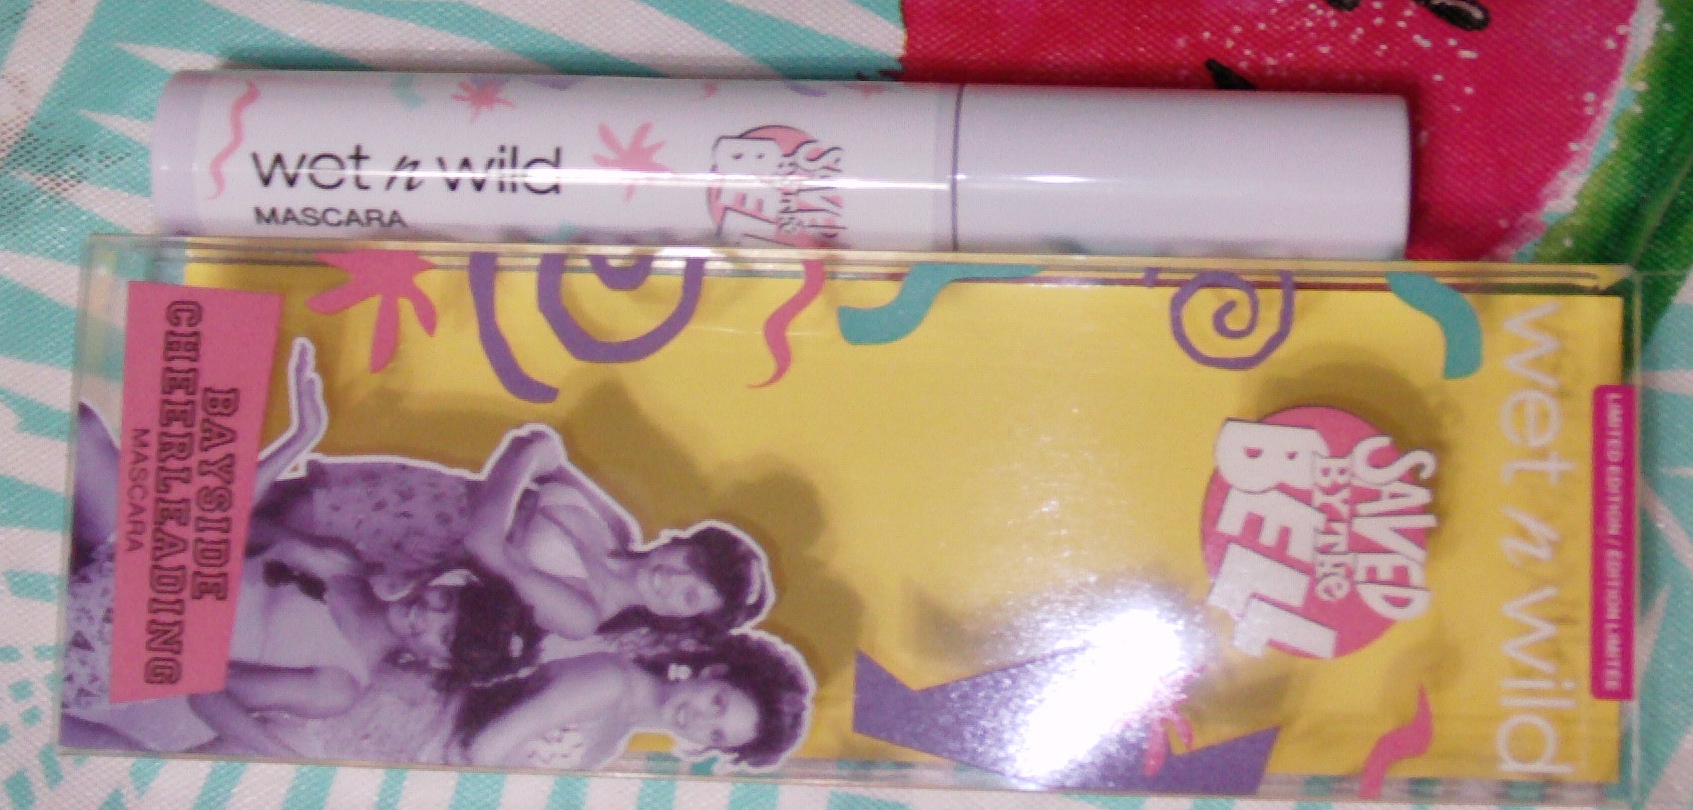 wet n wild
MASCARA
SAVED
BY THE
BELL
BAYSIDE
CHEERLEADING
MASCARA
SAVED
BY THE
BELL
wet n wild
LIMITED EDITION / ÉDITION LIMITÉE